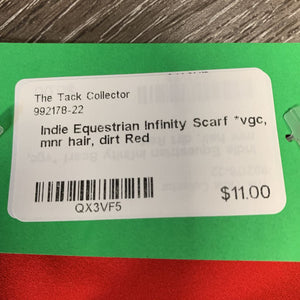 The Tack Collector
992178-22
Indie Equestrian Infinity Scarf *vgc,
mnr hair, dirt Red
QX3VF5
$11.00